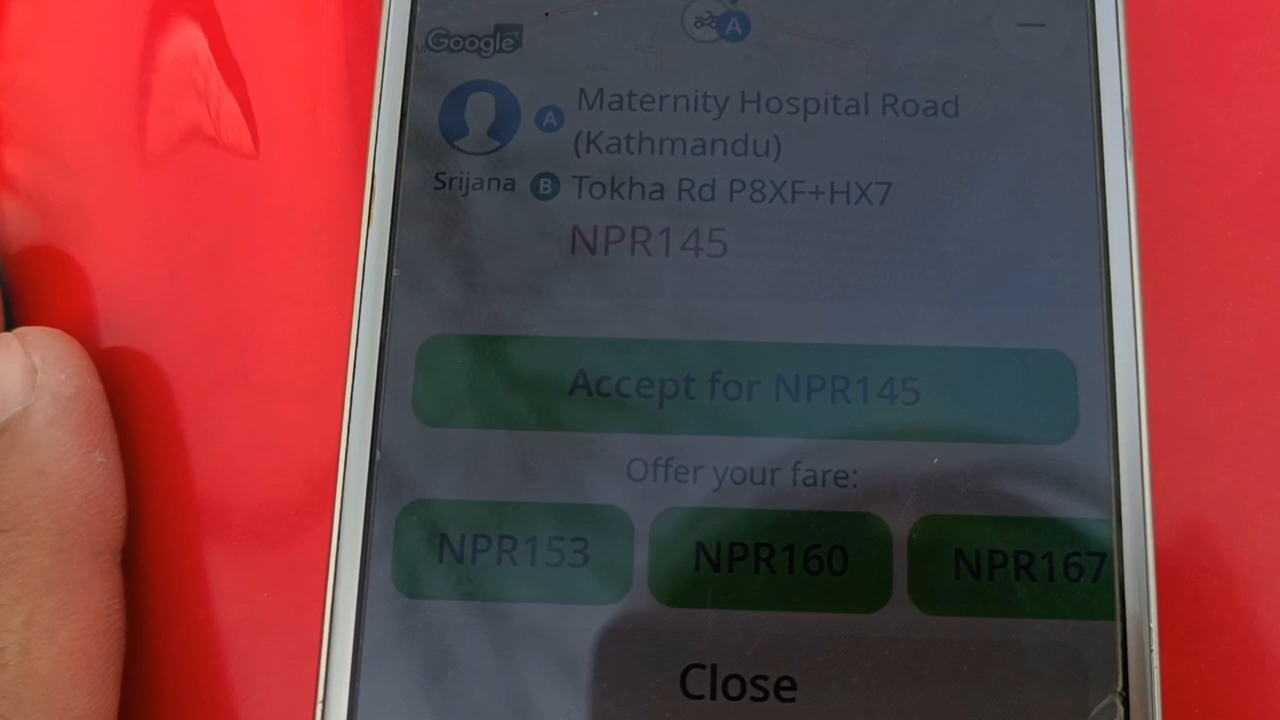 Google
A
A Maternity Hospital Road
(Kathmandu)
Srijana
B Tokha Rd P8XF+HX7
NPR145
Accept for NPR145
Offer your fare:
NPR153 NPR160 NPR167
Close